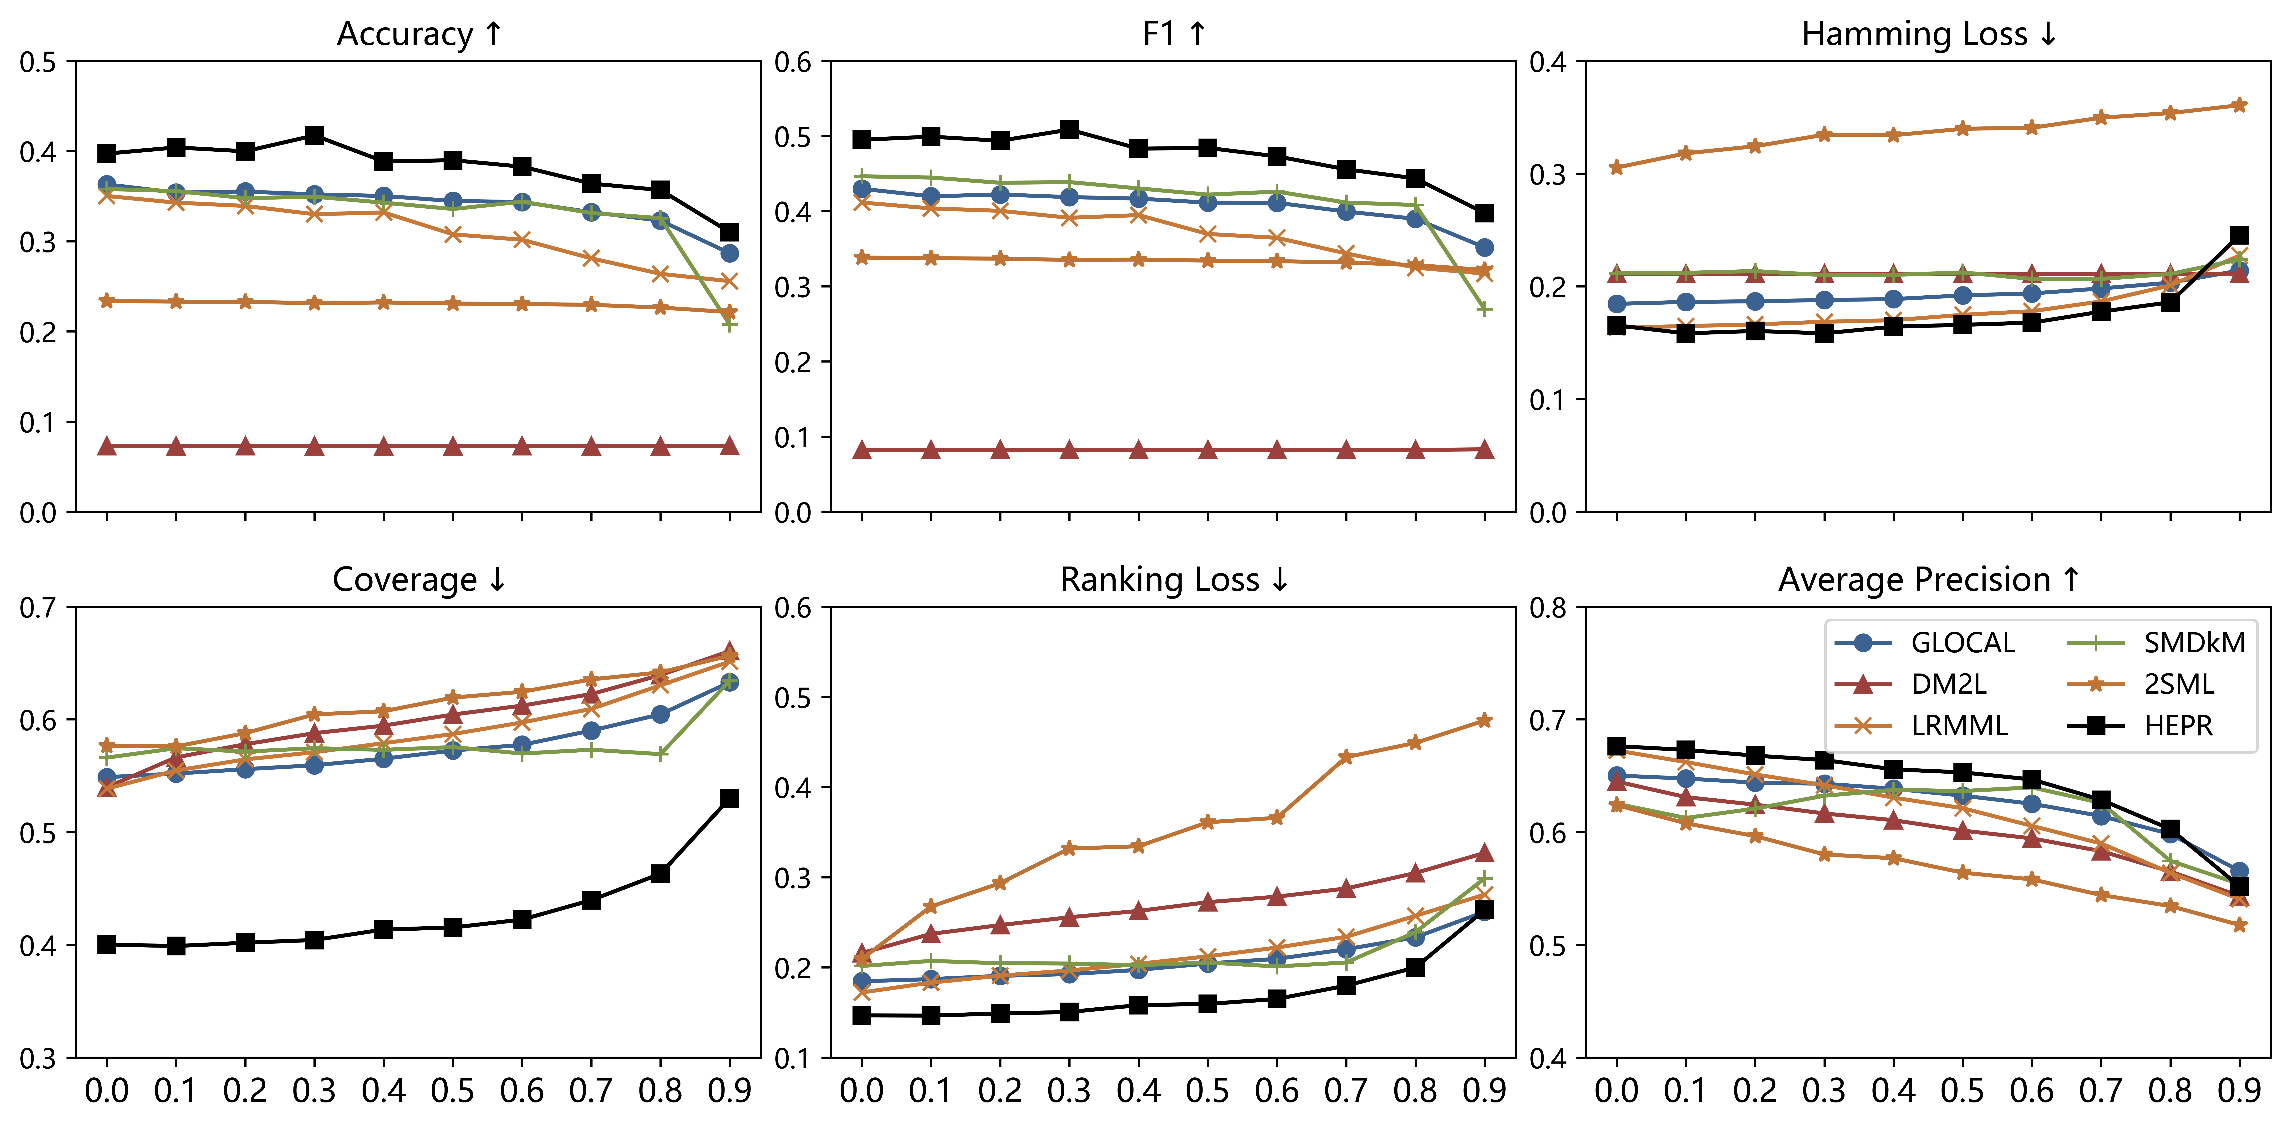 Accuracy ↑
0.5
0.4
0.3
0.2
0.1
0.0
F1 ↑
0.6
0.5
0.4
0.3
0.2
0.1
0.0
Hamming Loss ↓
0.4
0.3
0.2
0.1
0.0
Coverage ↓
0.7
0.6
0.5
0.4
0.3
0.0 0.1 0.2 0.3 0.4 0.5 0.6 0.7 0.8 0.9
Ranking Loss ↓
0.6
0.5
0.4
0.3
0.2
0.1
0.0 0.1 0.2 0.3 0.4 0.5 0.6 0.7 0.8 0.9
Average Precision ↑
0.8
0.7
0.6
0.5
0.4
GLOCAL SMDkM
DM2L 2SML
LRMML HEPR
0.0 0.1 0.2 0.3 0.4 0.5 0.6 0.7 0.8 0.9